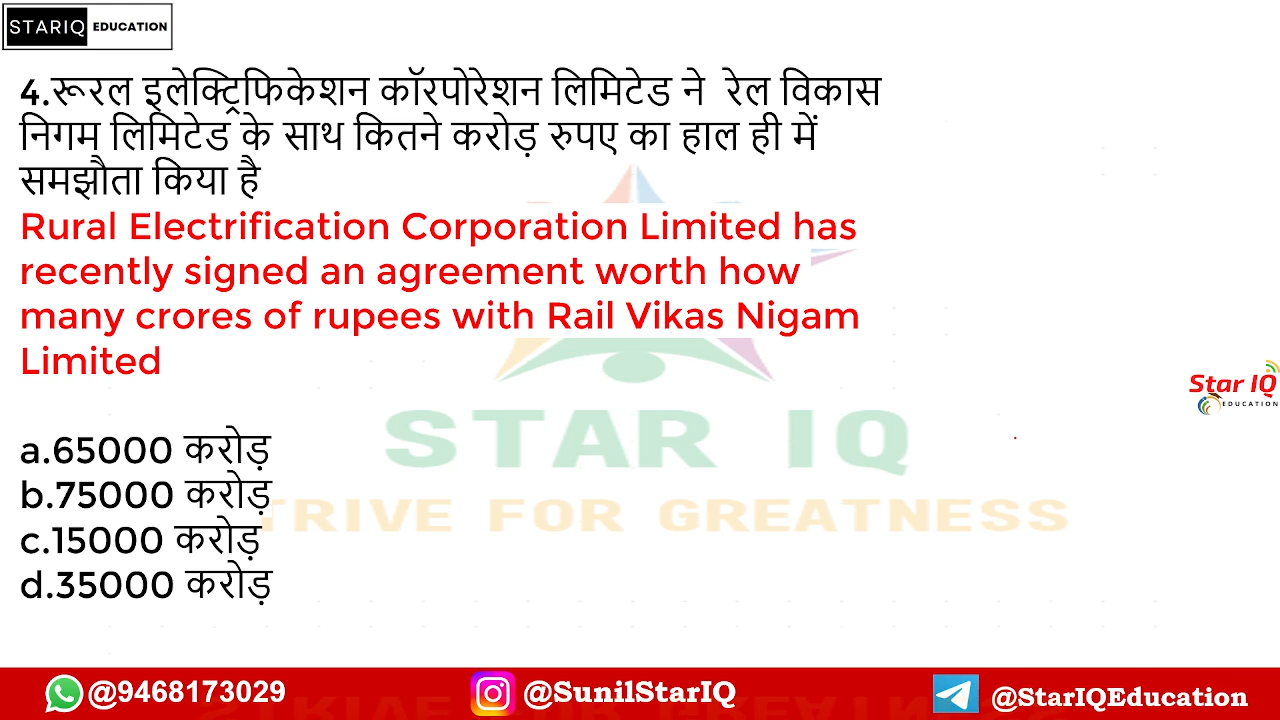 STARIQ EDUCATION
4.रूरल इलेक्ट्रिफिकेशन कॉरपोरेशन लिमिटेड ने रेल विकास
निगम लिमिटेड के साथ कितने करोड़ रुपए का हाल ही में
समझौता किया है
Rural Electrification Corporation Limited has
recently signed an agreement worth how
many crores of rupees with Rail Vikas Nigam
Limited
Star IQ
EDUCATION
STAR IQ
a.65000 करोड़
b.75000 करोड़
TRIVE FOR GREATNESS
c.15000 करोड़
d.35000 करोड़
@9468173029 @SunilStarIQ @StarIQEducation